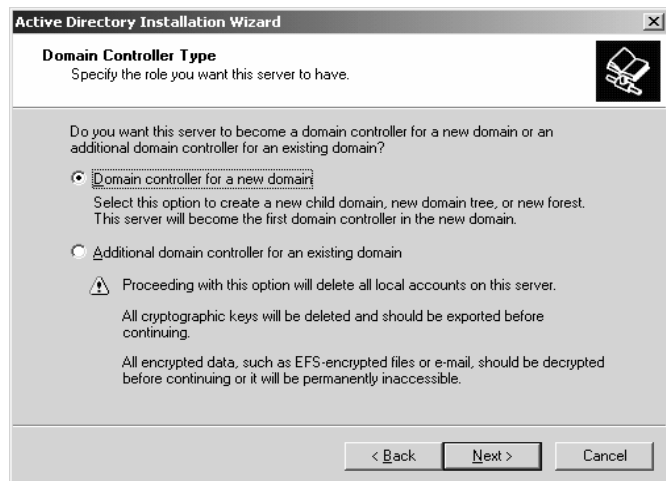 Active Directory Installation Wizard
Domain Controller Type
Specify the role you want this server to have.
Do you want this server to become a domain controller for a new domain or an
additional domain controller for an existing domain?
Domain controller for a new domain
Select this option to create a new child domain, new domain tree, or new forest.
This server will become the first domain controller in the new domain.
Additional domain controller for an existing domain
Proceeding with this option will delete all local accounts on this server.
All cryptographic keys will be deleted and should be exported before
continuing.
All encrypted data, such as EFS-encrypted files or e-mail, should be decrypted
before continuing or it will be permanently inaccessible.
< Back Next > Cancel